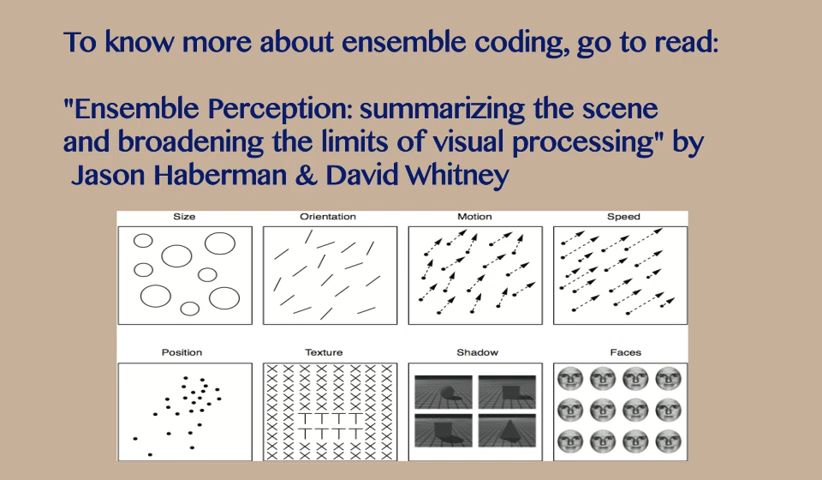 To know more about ensemble coding, go to read:
"Ensemble Perception: summarizing the scene
and broadening the limits of visual processing" by
Jason Haberman & David Whitney
Size Orientation Motion Speed
Position Texture Shadow Faces